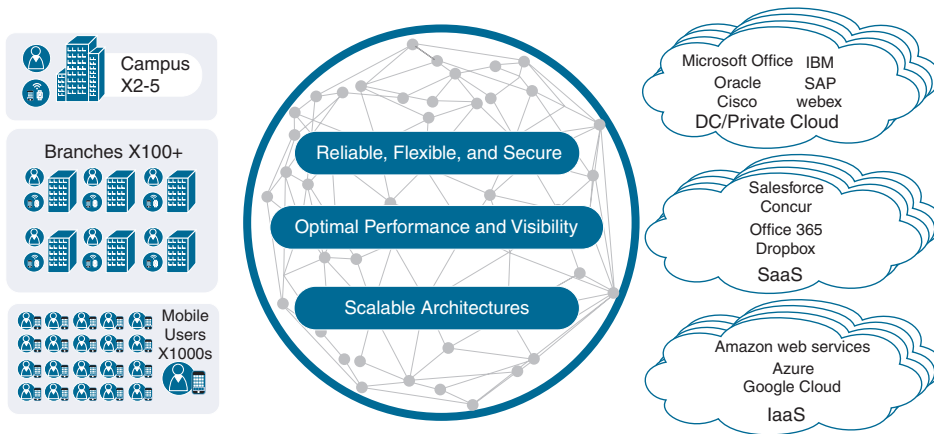 Campus
X2-5
Branches X100+
Mobile
Users
X1000s
Reliable, Flexible, and Secure
Optimal Performance and Visibility
Scalable Architectures
Microsoft Office IBM
Oracle SAP
Cisco webex
DC/Private Cloud
Salesforce
Concur
Office 365
Dropbox
SaaS
Amazon web services
Azure
Google Cloud
IaaS